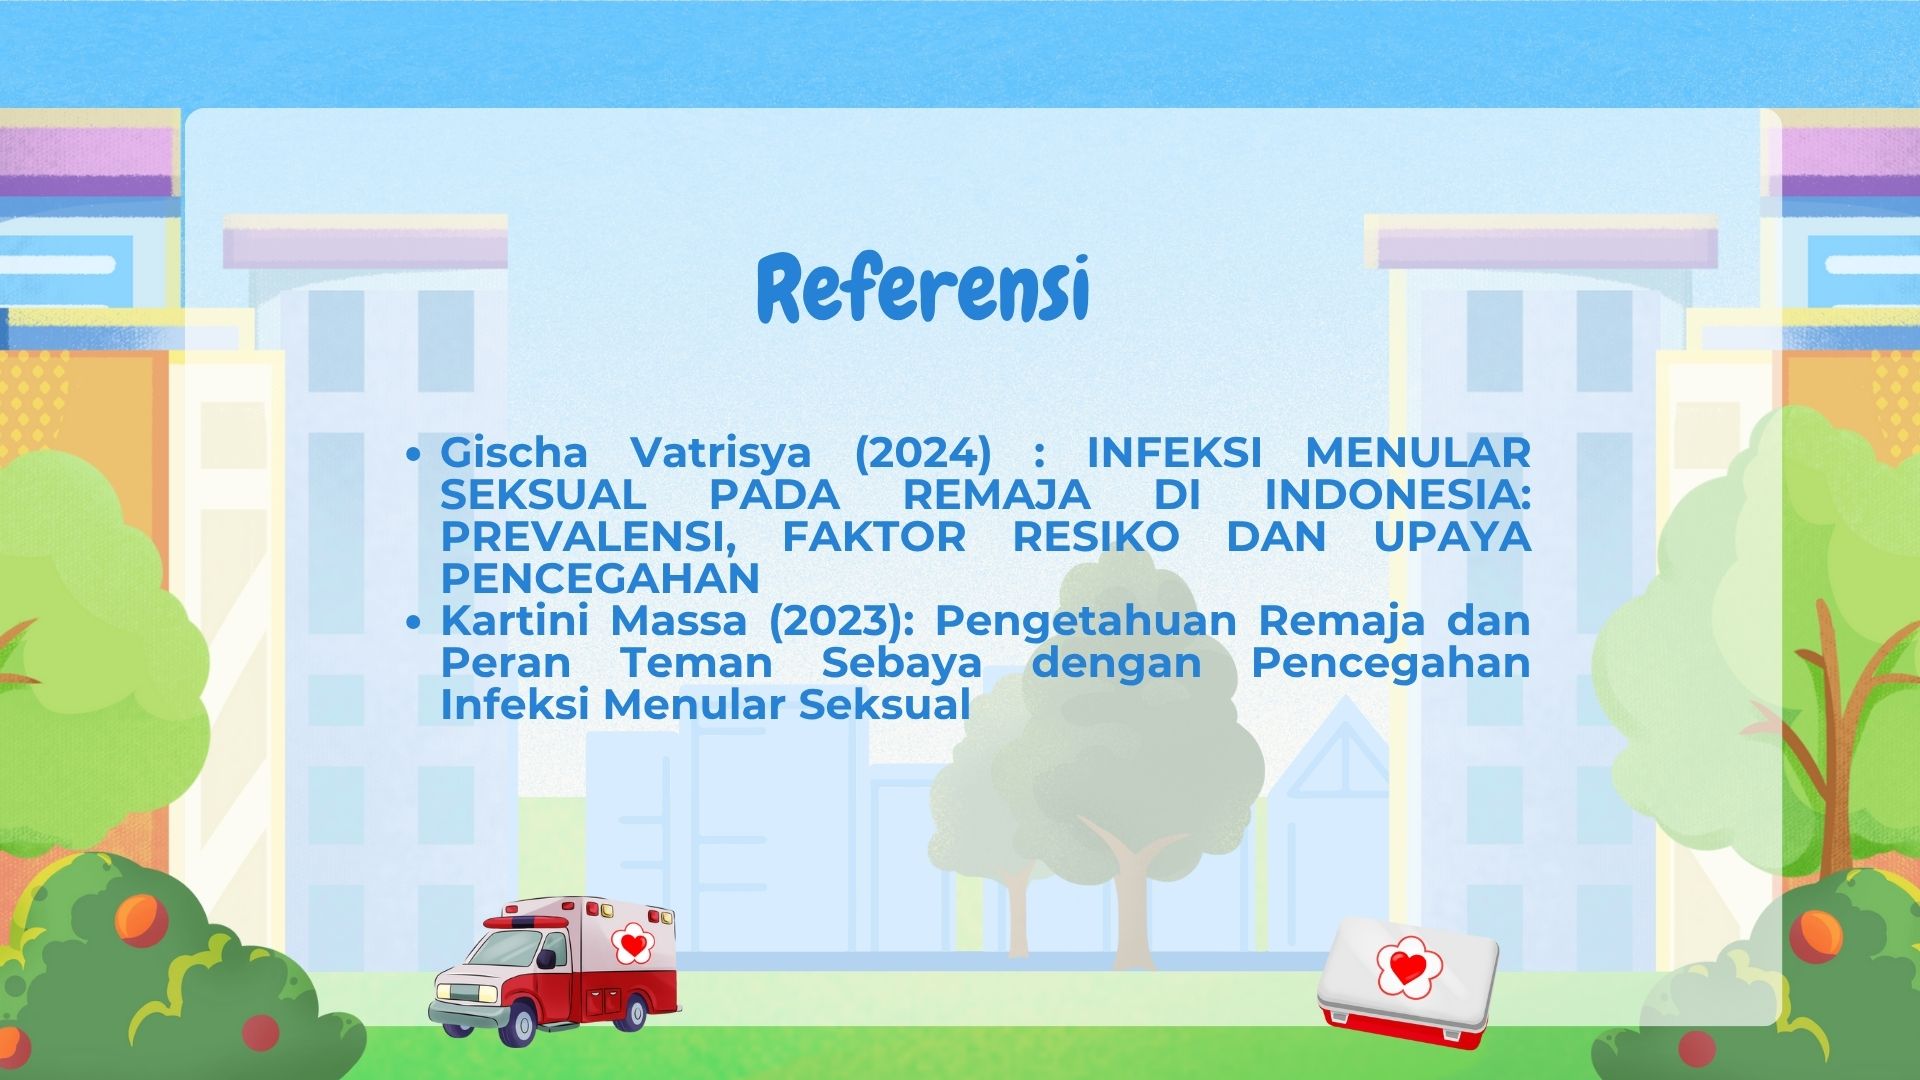 Referensi
• Gischa Vatrisya (2024) : INFEKSI MENULAR
SEKSUAL PADA REMAJA DI INDONESIA:
PREVALENSI, FAKTOR RESIKO DAN UPAYA
PENCEGAHAN
• Kartini Massa (2023): Pengetahuan Remaja dan
Peran Teman Sebaya dengan Pencegahan
Infeksi Menular Seksual